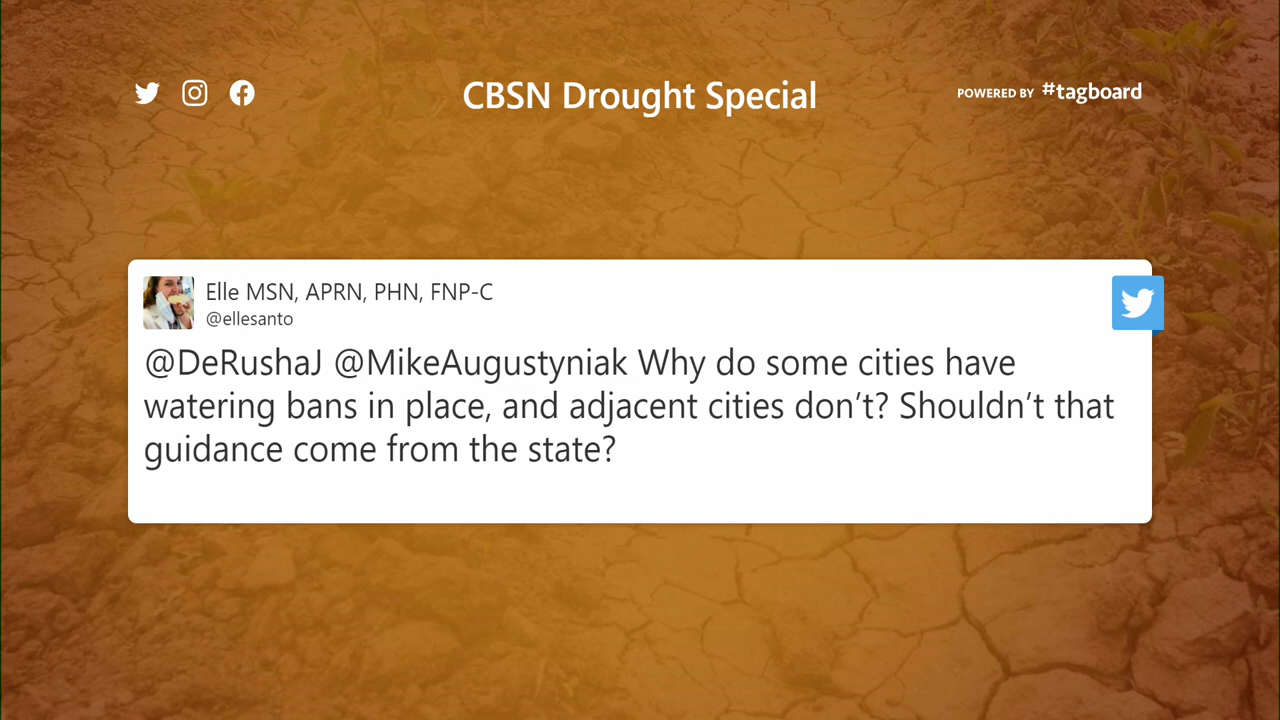 CBSN Drought Special
POWERED BY #tagboard
Elle MSN, APRN, PHN, FNP-C
@ellesanto
@DeRushaJ @MikeAugustyniak Why do some cities have
watering bans in place, and adjacent cities don’t? Shouldn’t that
guidance come from the state?